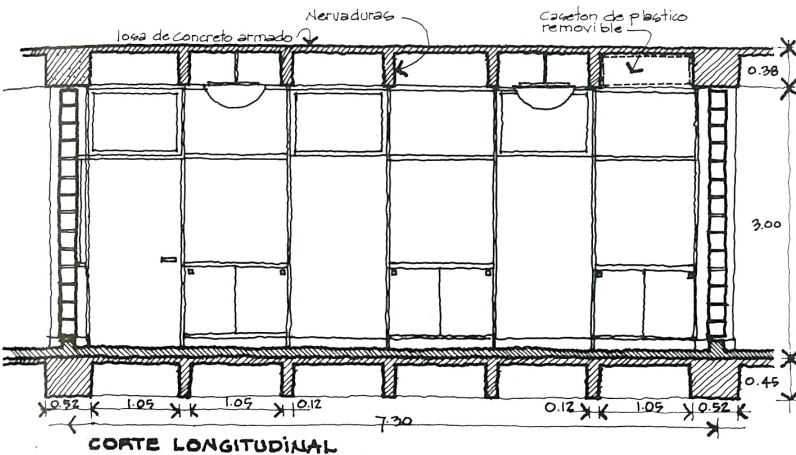 Nervaduras
Caseton de plastico
removible
losa de concreto armado
0.38
3.00
0.45
0.52 1.05 1.05 0.12 0.12 1.05 0.52
7.30
CORTE LONGITUDINAL